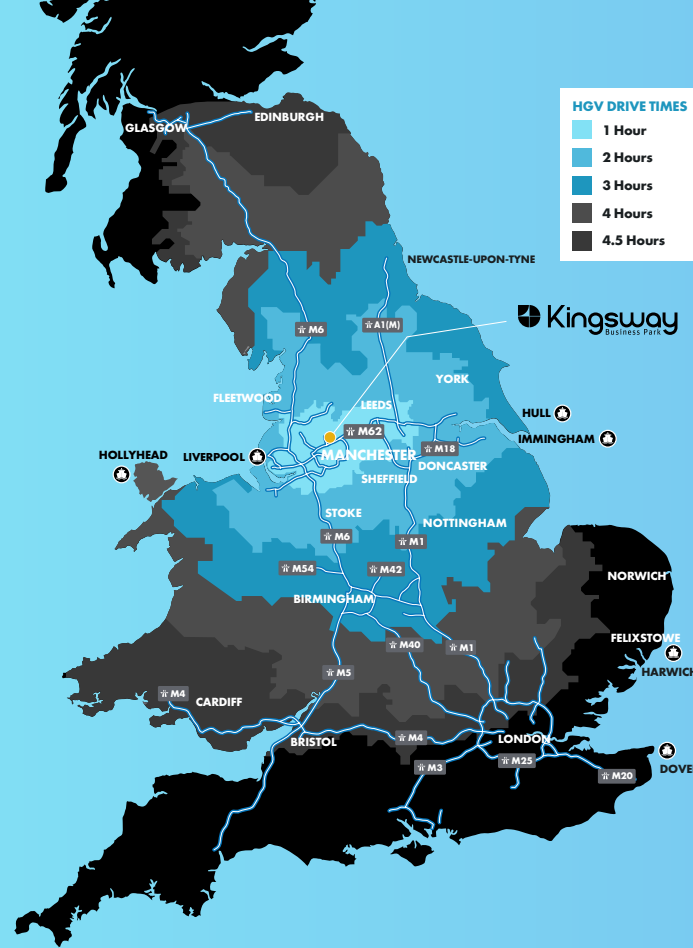 HGV DRIVE TIMES
1 Hour
2 Hours
3 Hours
4 Hours
4.5 Hours
EDINBURGH
GLASGOW
NEWCASTLE-UPON-TYNE
Kingsway
Business Park
M6
A1(M)
YORK
FLEETWOOD
LEEDS
HULL
M62
IMMINGHAM
M18
HOLLYHEAD
LIVERPOOL
MANCHESTER
DONCASTER
SHEFFIELD
STOKE
NOTTINGHAM
M6
M1
M54
M42
NORWICH
BIRMINGHAM
FELIXSTOWE
M40
M1
HARWICH
M5
M4
CARDIFF
BRISTOL
M4
LONDON
M25
M3
DOVE
M20